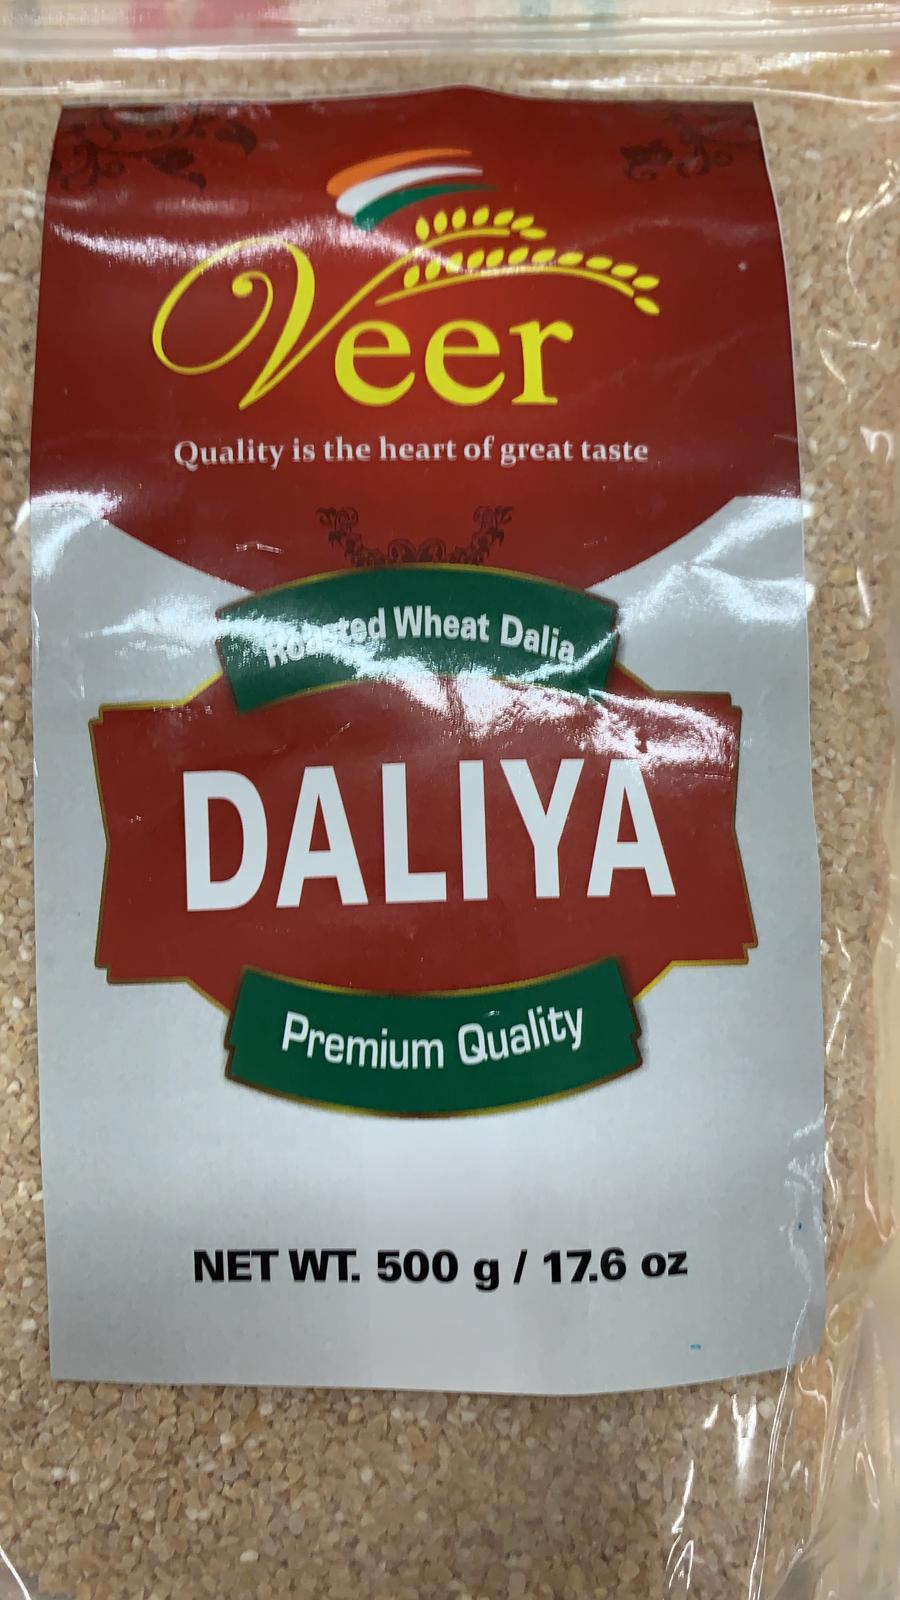 Veer
Quality is the heart of great taste
Roasted Wheat Dalia
DALIYA
Premium Quality
NET WT. 500 g / 17.6 oz